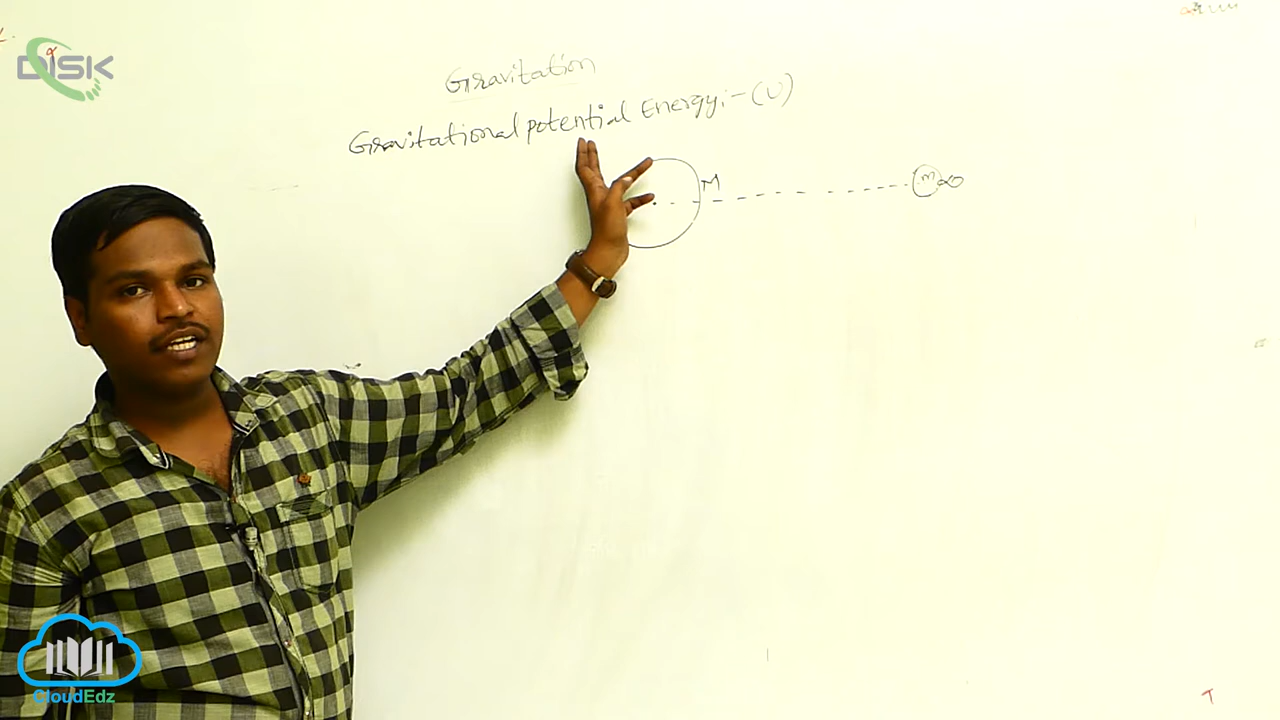 DISK
Gravitation
Gravitational potential Energy:- (U)
M
m ∞
T
CloudEdz